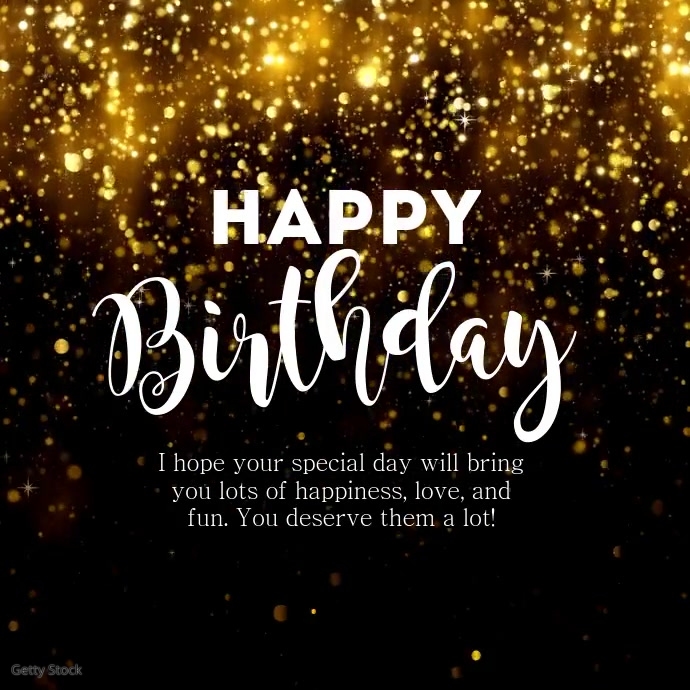 HAPPY
Birthday
I hope your special day will bring
you lots of happiness, love, and
fun. You deserve them a lot!
Getty Stock